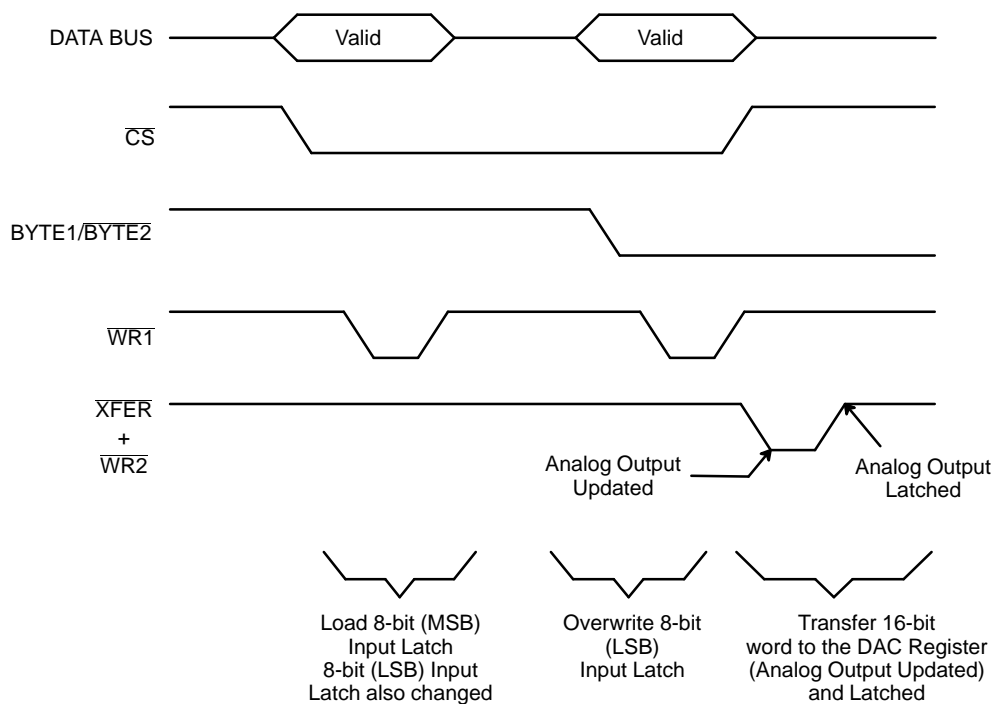 DATA BUS
Valid
Valid
CS
BYTE1/BYTE2
WR1
XFER
+
WR2
Analog Output
Updated
Analog Output
Latched
Load 8-bit (MSB)
Input Latch
8-bit (LSB) Input
Latch also changed
Overwrite 8-bit
(LSB)
Input Latch
Transfer 16-bit
word to the DAC Register
(Analog Output Updated)
and Latched